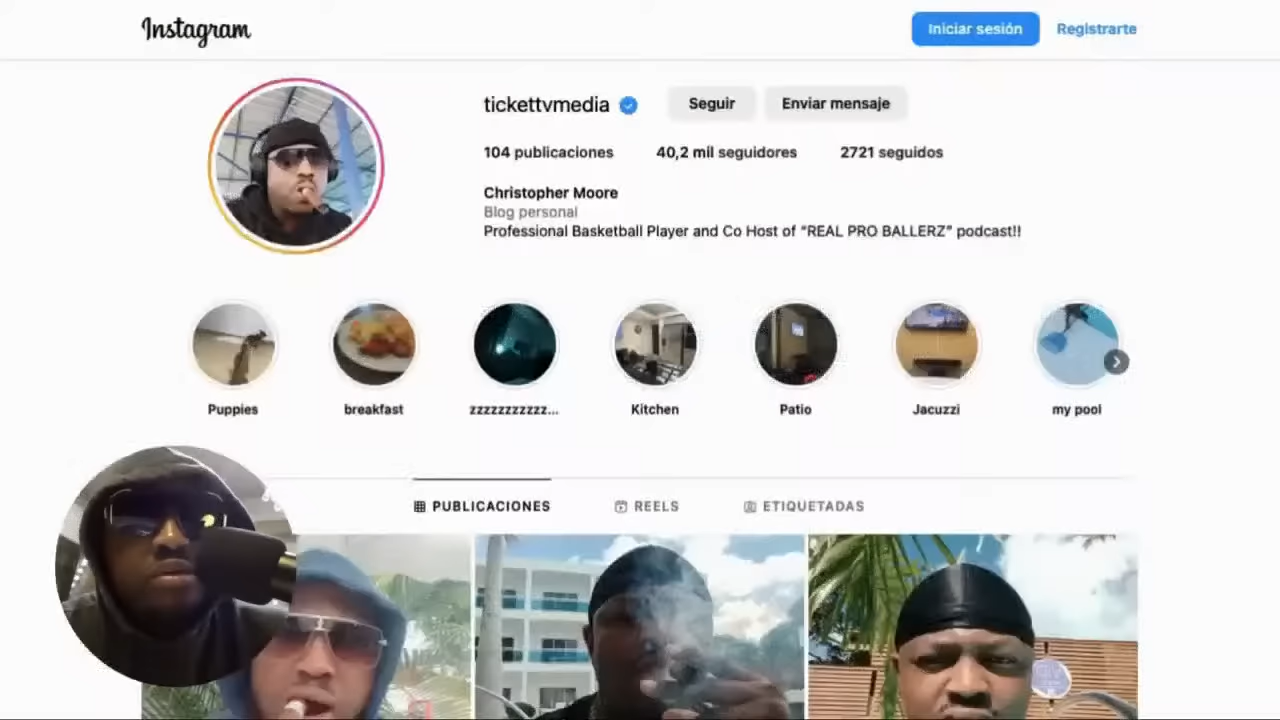 Instagram
Iniciar sesión
Registrarte
tickettvmedia
Seguir
Enviar mensaje
104 publicaciones
40,2 mil seguidores
2721 seguidos
Christopher Moore
Blog personal
Professional Basketball Player and Co Host of “REAL PRO BALLERZ” podcast!!
Puppies
breakfast
zzzzzzzzzzz...
Kitchen
Patio
Jacuzzi
my pool
PUBLICACIONES
REELS
ETIQUETADAS